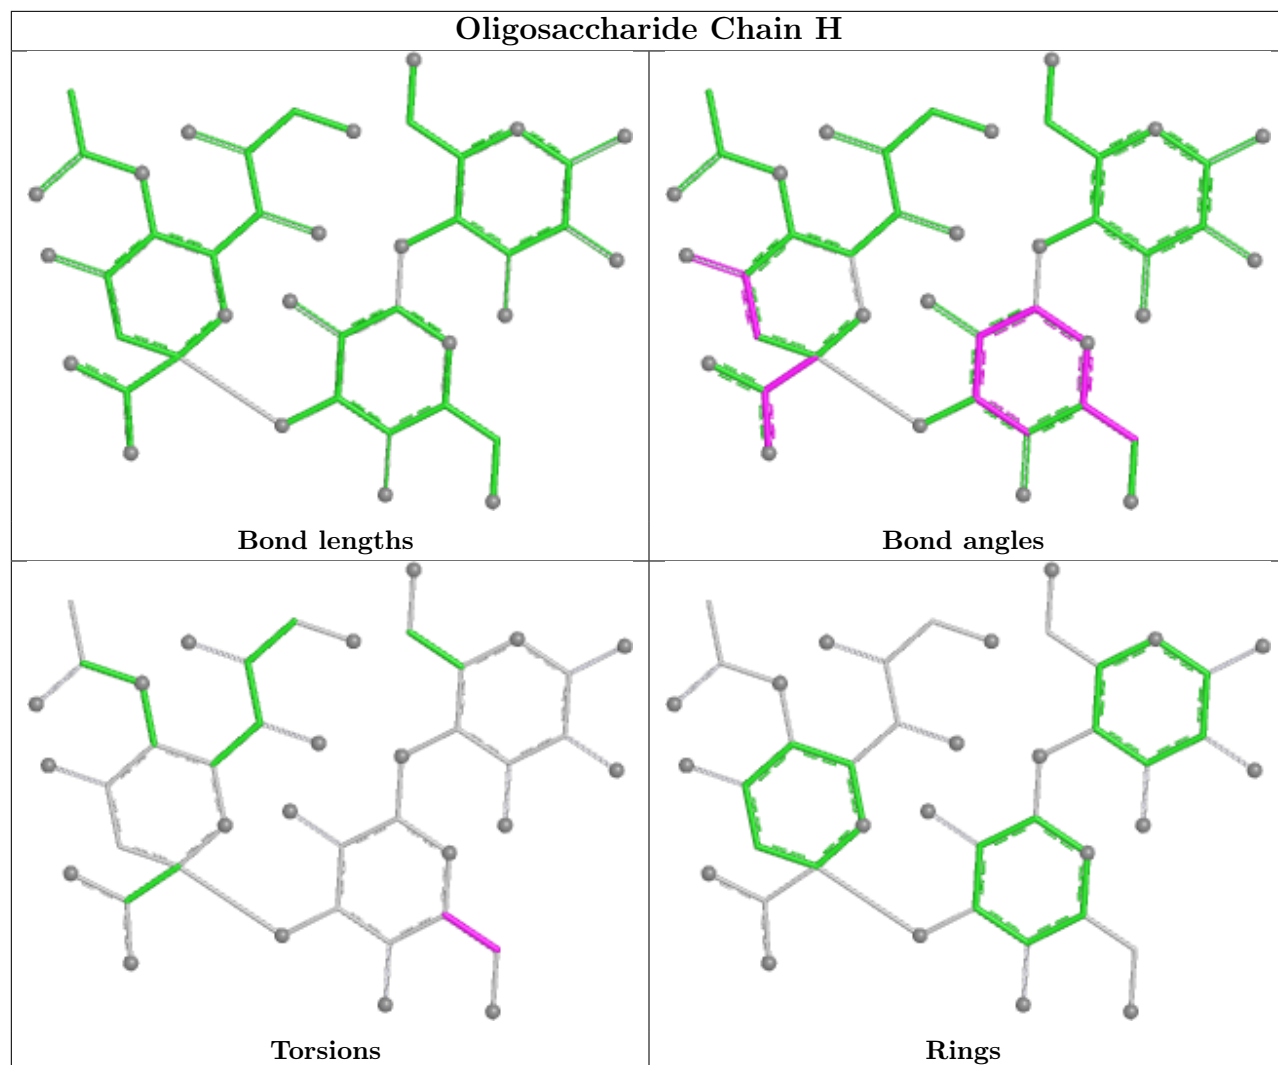 Oligosaccharide Chain H
Bond lengths
Bond angles
Torsions
Rings